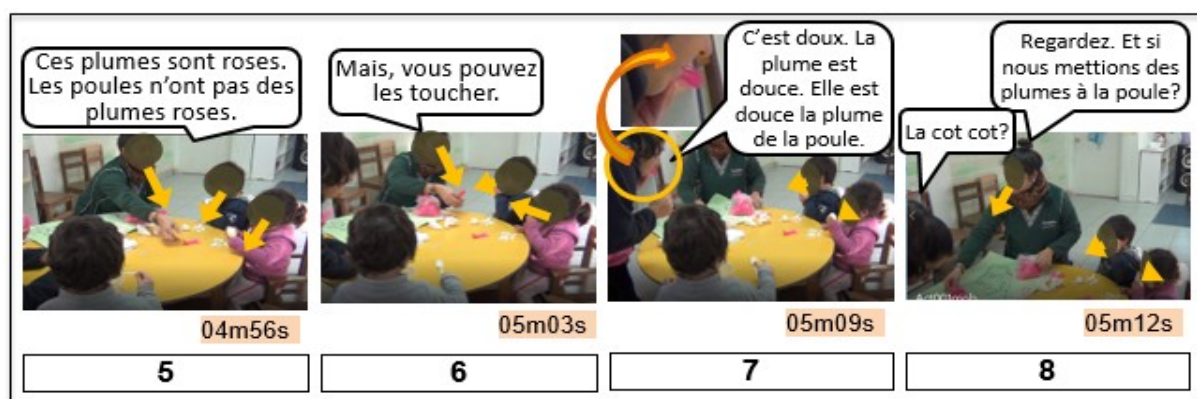 Ces plumes sont roses.
Les poules n'ont pas des
plumes roses.
04m56s
5
Mais, vous pouvez
les toucher.
05m03s
6
C'est doux. La
plume est
douce. Elle est
douce la plume
de la poule.
05m09s
7
La cot cot?
Regardez. Et si
nous mettions des
plumes à la poule?
05m12s
8